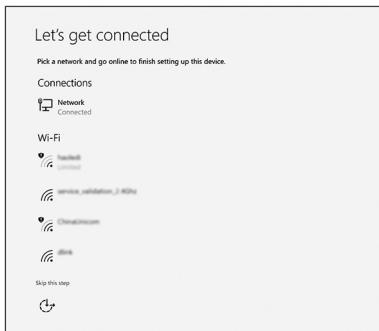 Let's get connected
Pick a network and go online to finish setting up this device.
Connections
Network
Connected
Wi-Fi
Limited
service_validation_2.4Ghz
ChinaUnicom
dlink
Skip this step